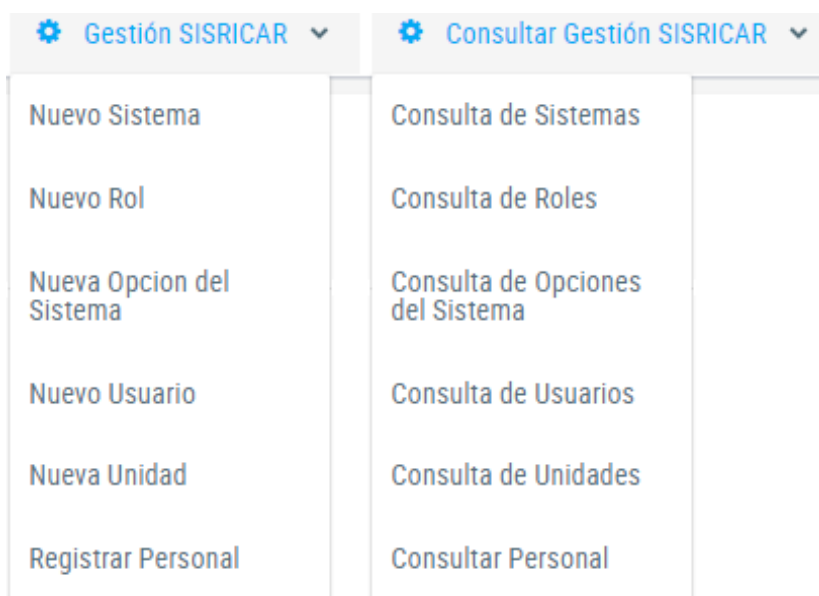 Gestión SISRICAR
Nuevo Sistema
Nuevo Rol
Nueva Opcion del
Sistema
Nuevo Usuario
Nueva Unidad
Registrar Personal
Consultar Gestión SISRICAR
Consulta de Sistemas
Consulta de Roles
Consulta de Opciones
del Sistema
Consulta de Usuarios
Consulta de Unidades
Consultar Personal